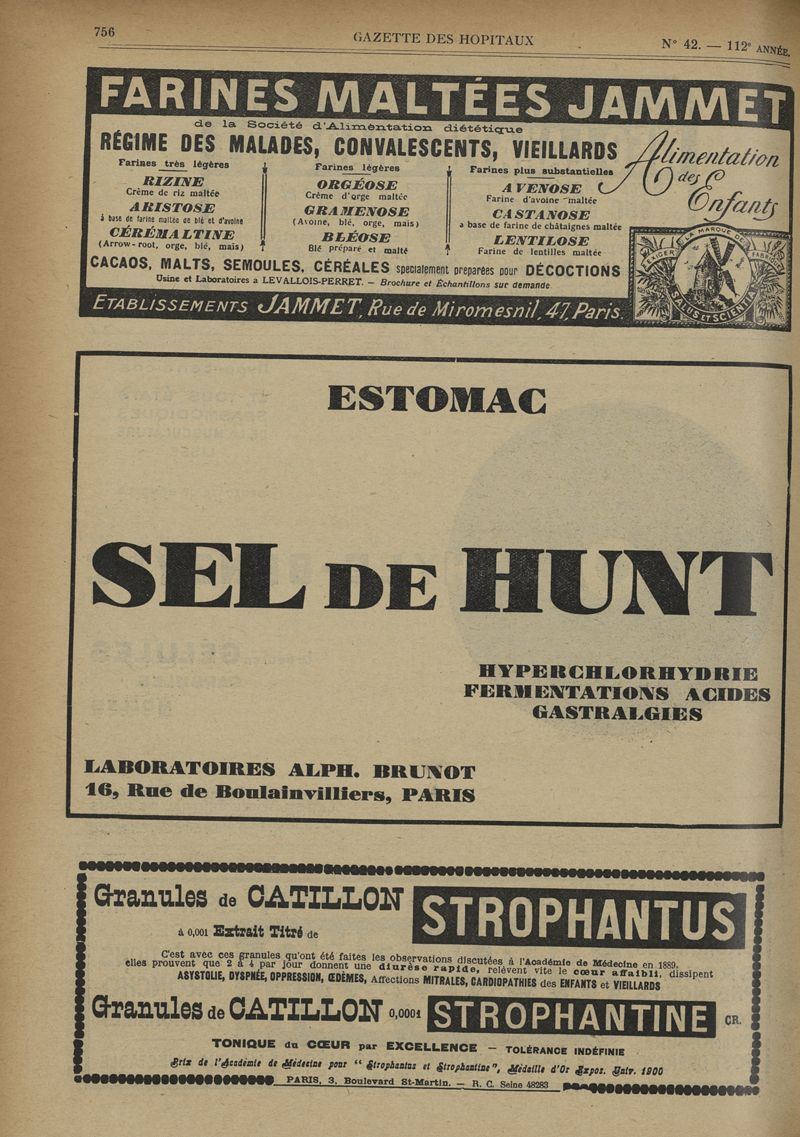 756
GAZETTE DES HOPITAUX
N° 42. — 112e ANNÉE.
FARINES MALTÉES JAMMET
de la Société d'Alimentation diététique
RÉGIME DES MALADES, CONVALESCENTS, VIEILLARDS
Alimentation
des
Enfants
Farines très légères
RIZINE
Crème de riz maltée
ARISTOSE
à base de farine maltée de blé et d'avoine
CÉRÉMALTINE
(Arrow-root, orge, blé, maïs)
Farines légères
ORGÉOSE
Crème d'orge maltée
GRAMENOSE
(Avoine, blé, orge, maïs)
BLÉOSE
Blé préparé et malté
Farines plus substantielles
AVENOSE
Farine d'avoine maltée
CASTANOSE
a base de farine de châtaignes maltée
LENTILOSE
Farine de lentilles maltée
CACAOS, MALTS, SEMOULES, CÉRÉALES spécialement préparées pour DÉCOCTIONS
Usine et Laboratoires a LEVALLOIS-PERRET. — Brochure et Échantillons sur demande
ÉTABLISSEMENTS JAMMET, Rue de Miromesnil, 47, Paris.
EXIGER LA MARQUE DE FABRIQUE
SALUS ET SCIENTIA
ESTOMAC
SEL DE HUNT
HYPERCHLORHYDRIE
FERMENTATIONS ACIDES
GASTRALGIES
LABORATOIRES ALPH. BRUNOT
16, Rue de Boulainvilliers, PARIS
Granules de CATILLON
à 0,001 Extrait Titré de
STROPHANTUS
C'est avec ces granules qu'ont été faites les observations discutées à l'Académie de Médecine en 1889,
elles prouvent que 2 à 4 par jour donnent une diurèse rapide, relèvent vite le cœur affaibli, dissipent
ASYSTOLIE, DYSPNÉE, OPPRESSION, ŒDÈMES, Affections MITRALES, CARDIOPATHIES des ENFANTS et VIEILLARDS
Granules de CATILLON 0,0001 STROPHANTINE CR.
TONIQUE du CŒUR par EXCELLENCE — TOLÉRANCE INDÉFINIE
Prix de l'Académie de Médecine pour "Strophantus et Strophantine", Médaille d'Or Expos. Univ. 1900
PARIS, 3, Boulevard St-Martin. — R. C. Seine 48283